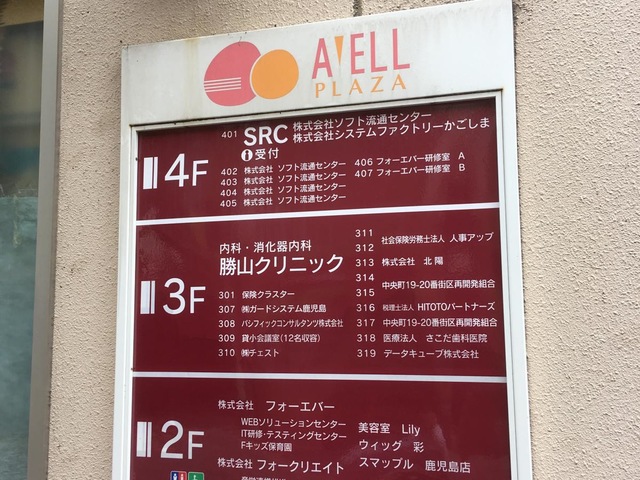 A'ELL
PLAZA
4F
401 SRC 株式会社ソフト流通センター
株式会社システムファクトリーかごしま
i受付
402 株式会社 ソフト流通センター
403 株式会社 ソフト流通センター
404 株式会社 ソフト流通センター
405 株式会社 ソフト流通センター
406 フォーエバー研修室 A
407 フォーエバー研修室 B
3F
内科・消化器内科
勝山クリニック
301 保険クラスター
307 ㈱ガードシステム鹿児島
308 パシフィックコンサルタンツ株式会社
309 貸小会議室(12名収容)
310 ㈱チェスト
311
312 社会保険労務士法人 人事アップ
313 株式会社 北陽
314
315 中央町19-20番街区再開発組合
316 税理士法人 HITOTOパートナーズ
317 中央町19-20番街区再開発組合
318 医療法人 さこだ歯科医院
319 データキューブ株式会社
2F
株式会社 フォーエバー
WEBソリューションセンター
IT研修・テスティングセンター
Fキッズ保育園
株式会社 フォークリエイト
美容室 Lily
ウィッグ 彩
スマップル 鹿児島店